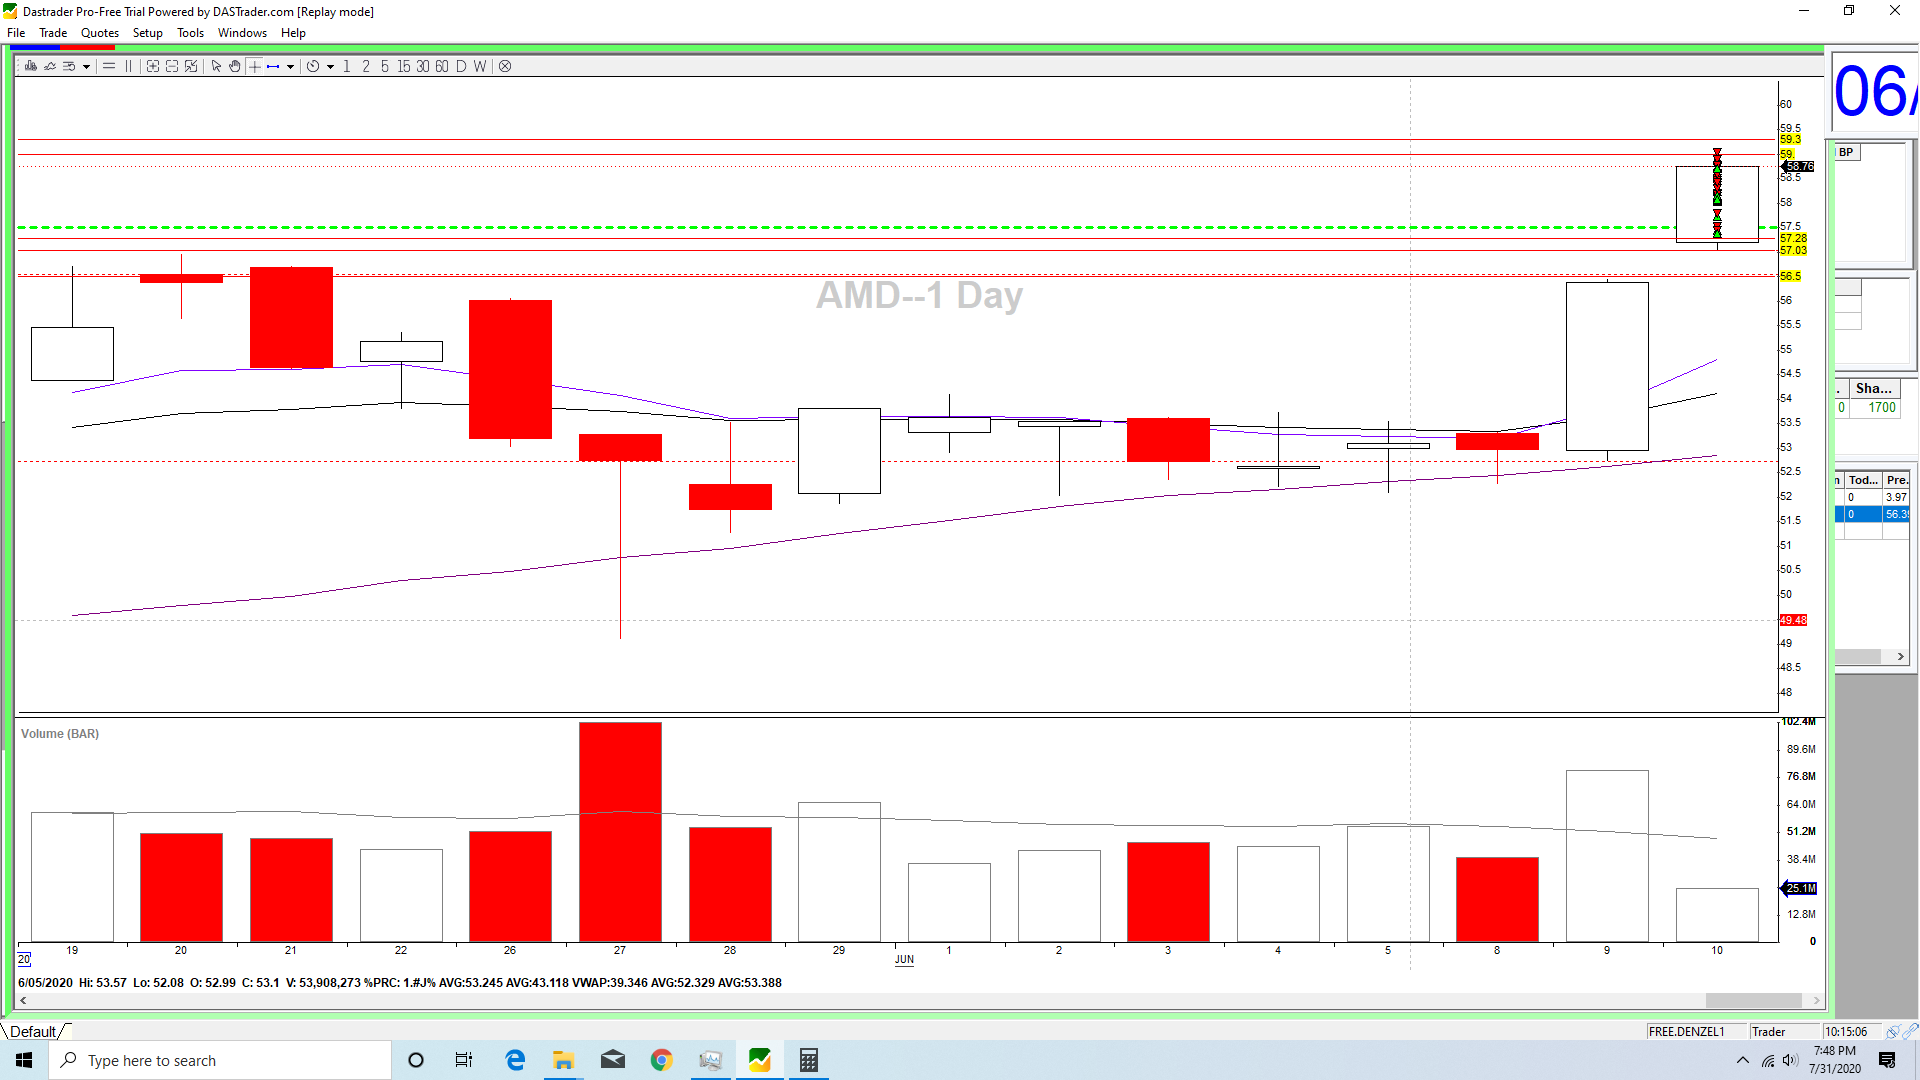 Dastrader Pro-Free Trial Powered by DASTrader.com [Replay mode]
File Trade Quotes Setup Tools Windows Help
1 2 5 15 30 60 D W
06/
BP
AMD--1 Day
60
59.5
59.3
59.
58.76
58.5
58
57.5
57.28
57.03
56.5
56
55.5
55
54.5
54
53.5
53
52.5
52
51.5
51
50.5
50
49.48
49
48.5
48
Sha...
0 1700
Tod... Pre.
0 3.97
0 56.39
Volume (BAR)
102.4M
89.6M
76.8M
64.0M
51.2M
38.4M
25.1M
12.8M
0
19 20 21 22 26 27 28 29 1 2 3 4 5 8 9 10
20 JUN
6/05/2020 Hi: 53.57 Lo: 52.08 O: 52.99 C: 53.1 V: 53,908,273 %PRC: 1.#J% AVG:53.245 AVG:43.118 VWAP:39.346 AVG:52.329 AVG:53.388
Default
FREE.DENZEL1 Trader 10:15:06
Type here to search
7:48 PM
7/31/2020